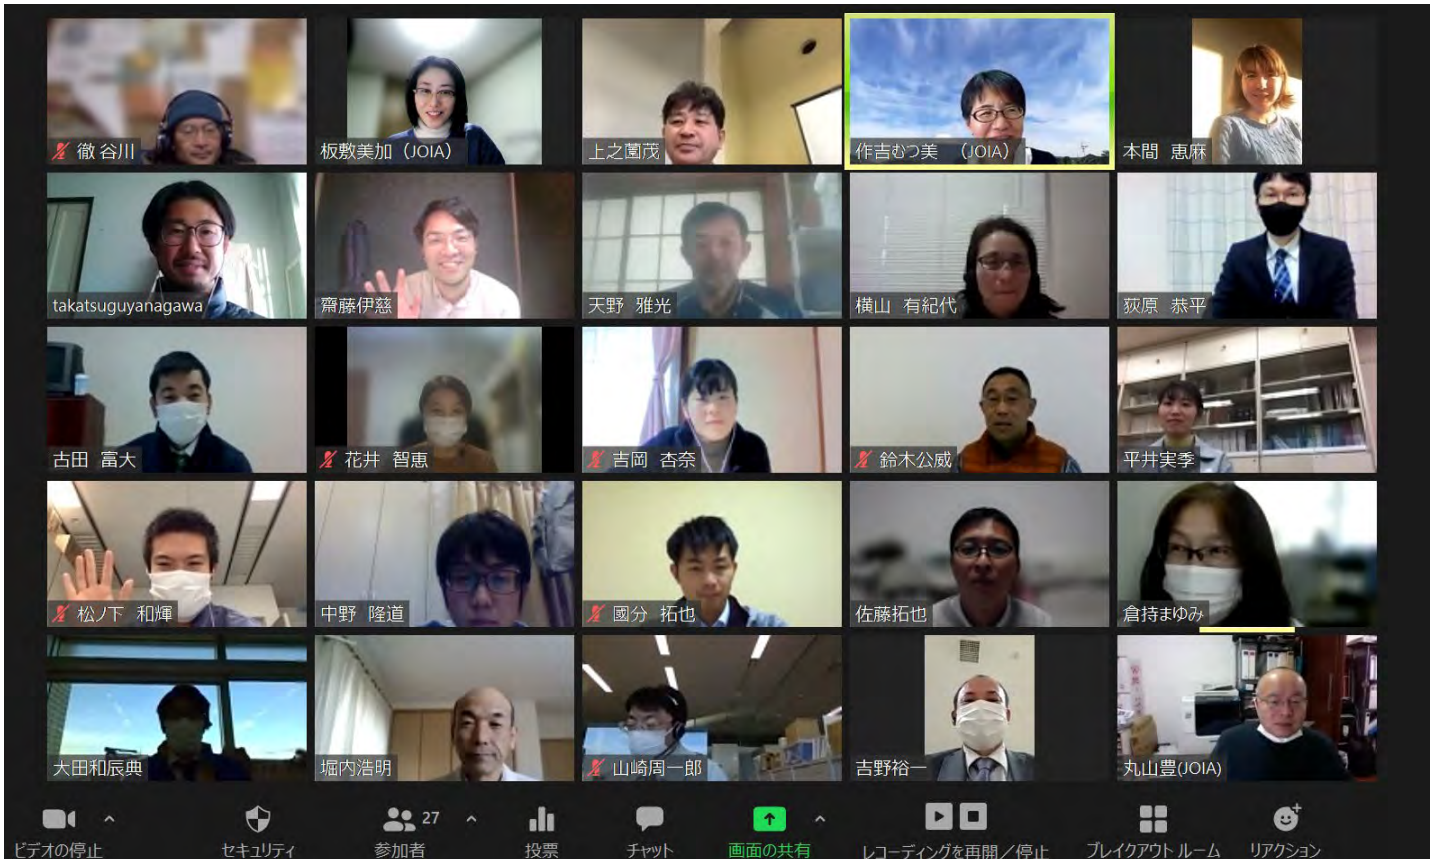 徹 谷川
板敷美加（JOIA）
上之薗茂
作吉むつ美　（JOIA）
本間　恵麻
takatsuguyanagawa
齋藤伊慈
天野　雅光
横山　有紀代
荻原　恭平
古田　富大
花井　智恵
吉岡　杏奈
鈴木公威
平井実季
松ノ下　和輝
中野　隆道
國分　拓也
佐藤拓也
倉持まゆみ
大田和辰典
堀内浩明
山崎周一郎
吉野裕一
丸山豊(JOIA)
27
ビデオの停止
セキュリティ
参加者
投票
チャット
画面の共有
レコーディングを再開／停止
ブレイクアウト ルーム
リアクション